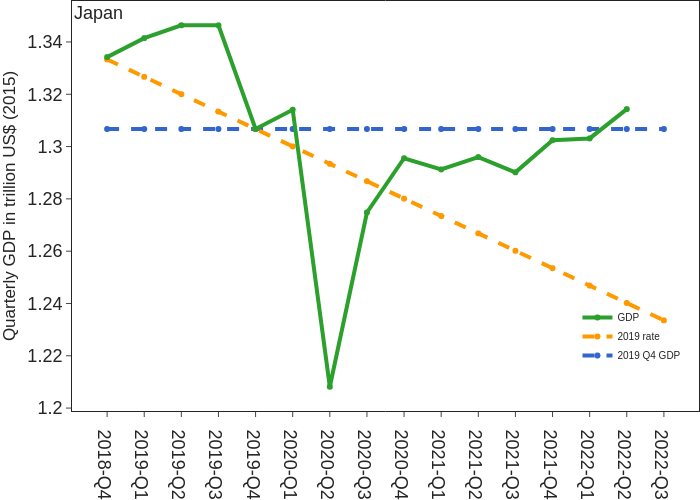 Japan
Quarterly GDP in trillion US$ (2015)
1.34
1.32
1.3
1.28
1.26
1.24
1.22
1.2
GDP
2019 rate
2019 Q4 GDP
2018-Q4
2019-Q1
2019-Q2
2019-Q3
2019-Q4
2020-Q1
2020-Q2
2020-Q3
2020-Q4
2021-Q1
2021-Q2
2021-Q3
2021-Q4
2022-Q1
2022-Q2
2022-Q3